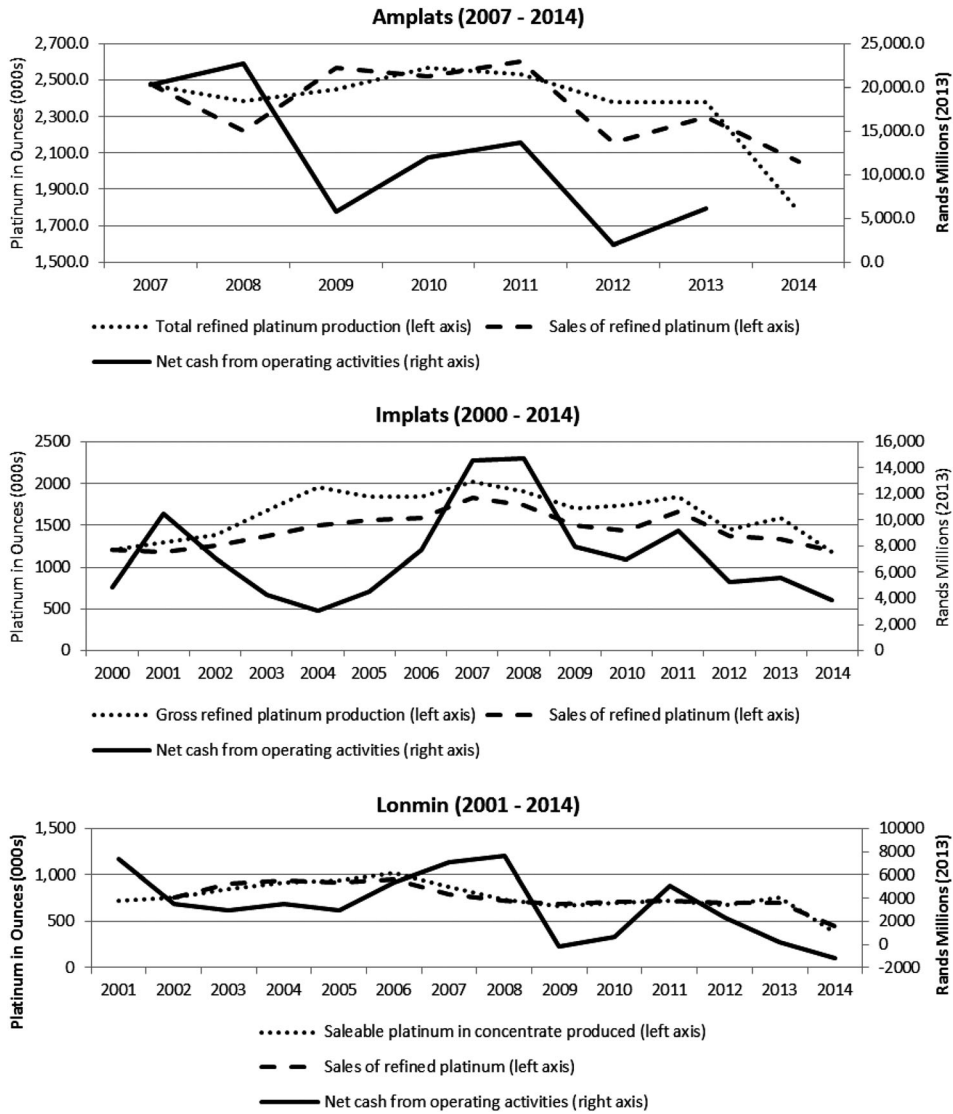 Amplats (2007 - 2014)
Platinum in Ounces (000s)
2,700.0
2,500.0
2,300.0
2,100.0
1,900.0
1,700.0
1,500.0
25,000.0
20,000.0
15,000.0
10,000.0
5,000.0
0.0
Rands Millions (2013)
2007 2008 2009 2010 2011 2012 2013 2014
Total refined platinum production (left axis) Sales of refined platinum (left axis)
Net cash from operating activities (right axis)
Implats (2000 - 2014)
Platinum in Ounces (000s)
2500
2000
1500
1000
500
0
16,000
14,000
12,000
10,000
8,000
6,000
4,000
2,000
0
Rands Millions (2013)
2000 2001 2002 2003 2004 2005 2006 2007 2008 2009 2010 2011 2012 2013 2014
Gross refined platinum production (left axis) Sales of refined platinum (left axis)
Net cash from operating activities (right axis)
Lonmin (2001 - 2014)
Platinum in Ounces (000s)
1,500
1,000
500
0
10000
8000
6000
4000
2000
0
-2000
Rands Millions (2013)
2001 2002 2003 2004 2005 2006 2007 2008 2009 2010 2011 2012 2013 2014
Saleable platinum in concentrate produced (left axis)
Sales of refined platinum (left axis)
Net cash from operating activities (right axis)